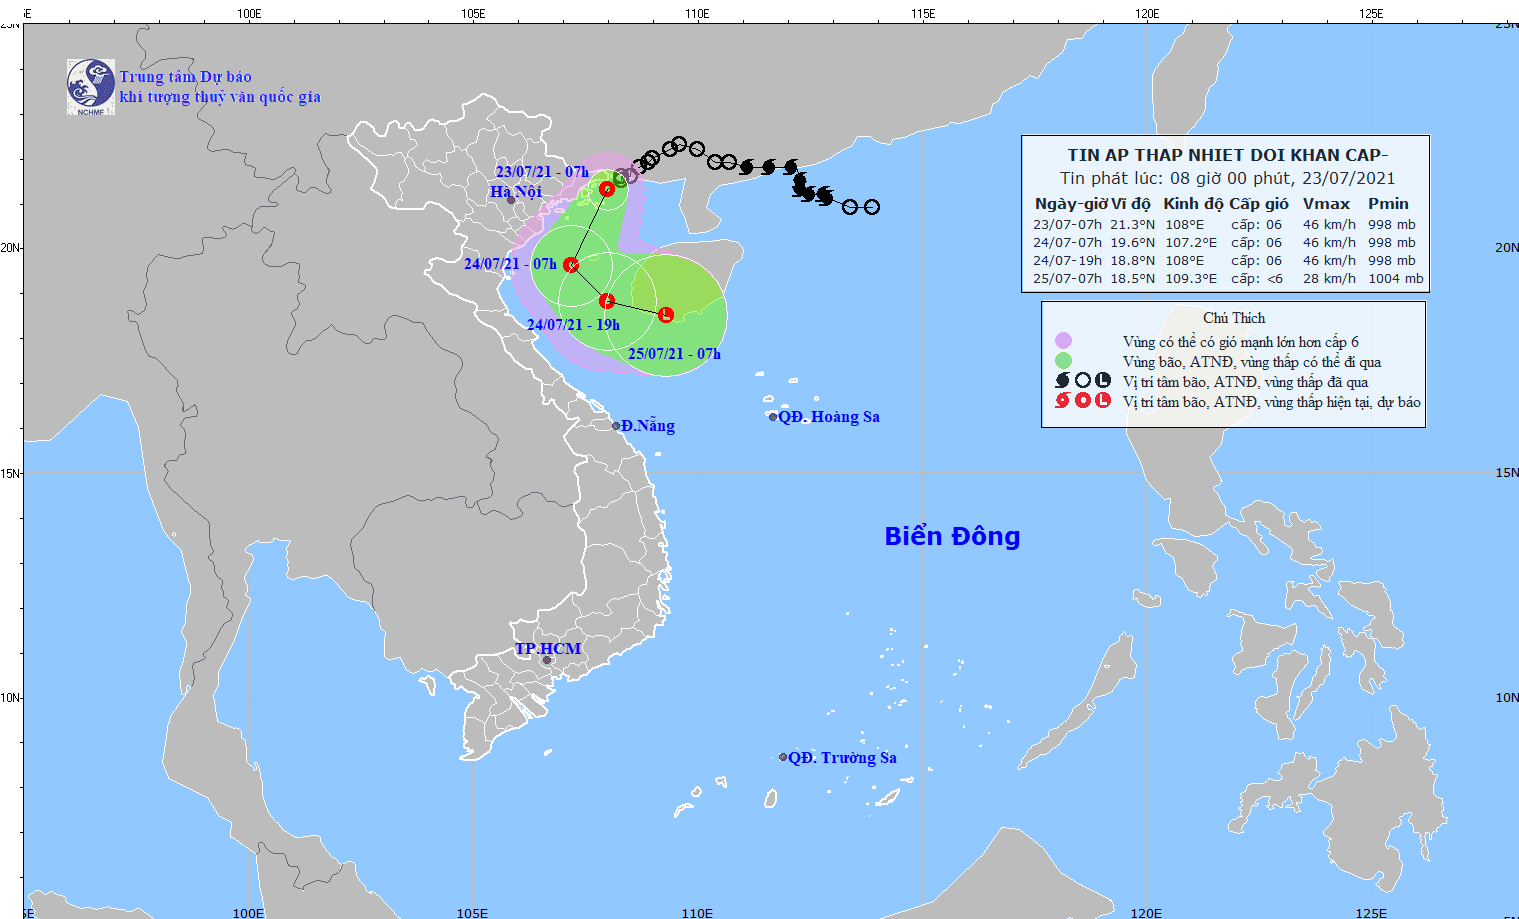 E
100E
105E
110E
115E
120E
125E
25N
25N
Trung tâm Dự báo
khí tượng thuỷ văn quốc gia
NCHMF
TIN AP THAP NHIET DOI KHAN CAP-
Tin phát lúc: 08 giờ 00 phút, 23/07/2021
Ngày-giờ Vĩ độ Kinh độ Cấp gió Vmax Pmin
23/07-07h 21.3°N 108°E cấp: 06 46 km/h 998 mb
24/07-07h 19.6°N 107.2°E cấp: 06 46 km/h 998 mb
24/07-19h 18.8°N 108°E cấp: 06 46 km/h 998 mb
25/07-07h 18.5°N 109.3°E cấp: <6 28 km/h 1004 mb
23/07/21 - 07h
Hà Nội
20N
20N
24/07/21 - 07h
24/07/21 - 19h
25/07/21 - 07h
Chú Thích
Vùng có thể có gió mạnh lớn hơn cấp 6
Vùng bão, ATNĐ, vùng thấp có thể đi qua
Vị trí tâm bão, ATNĐ, vùng thấp đã qua
Vị trí tâm bão, ATNĐ, vùng thấp hiện tại, dự báo
QĐ. Hoàng Sa
Đ.Nẵng
15N
15N
Biển Đông
TP.HCM
10N
10N
QĐ. Trường Sa
5E
100E
105E
110E
120E
125E